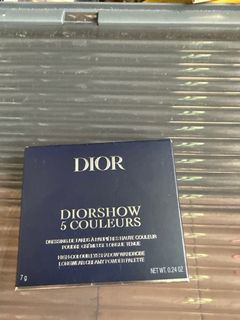 DIOR
DIORSHOW
5 COULEURS
DRESSING DE FARDS À PAUPIÈRES HAUTE COULEUR
POUDRE CRÉMEUSE LONGUE TENUE
HIGH-COLOUR EYESHADOW WARDROBE
LONGWEAR CREAMY POWDER PALETTE
7 g
NET WT. 0.24 OZ.